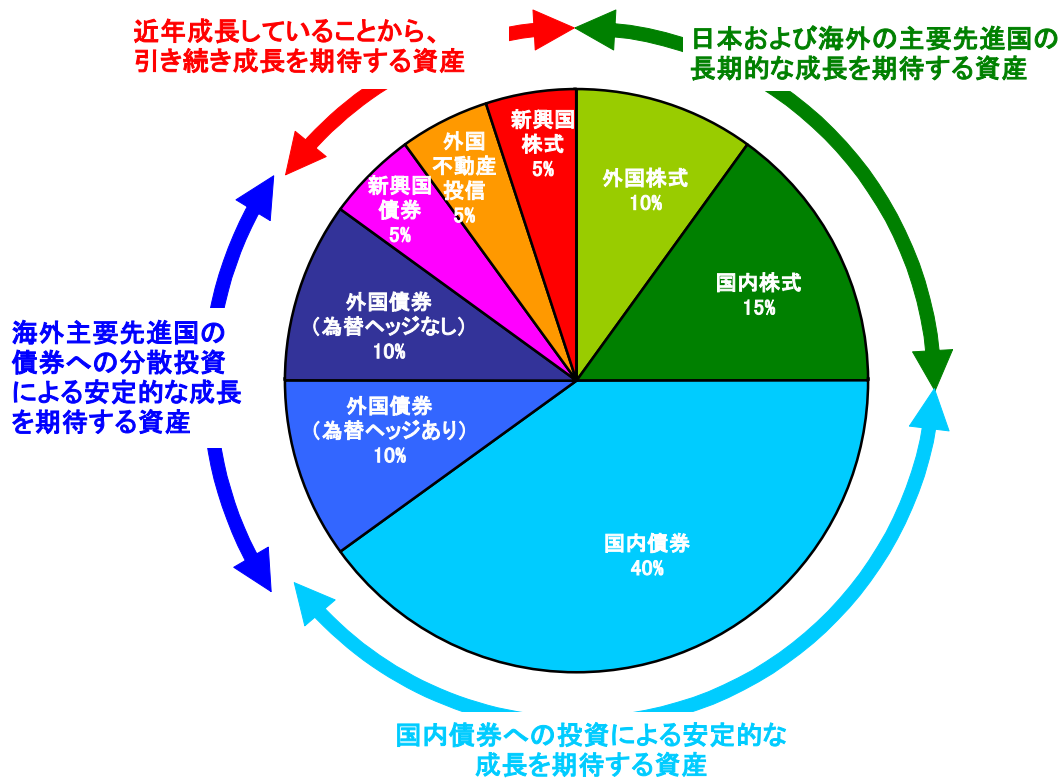 近年成長していることから、
引き続き成長を期待する資産
日本および海外の主要先進国の
長期的な成長を期待する資産
新興国
株式
5%
外国
不動産
投信
5%
新興国
債券
5%
外国株式
10%
国内株式
15%
外国債券
（為替ヘッジなし）
10%
外国債券
（為替ヘッジあり）
10%
海外主要先進国の
債券への分散投資
による安定的な成長
を期待する資産
国内債券
40%
国内債券への投資による安定的な
成長を期待する資産